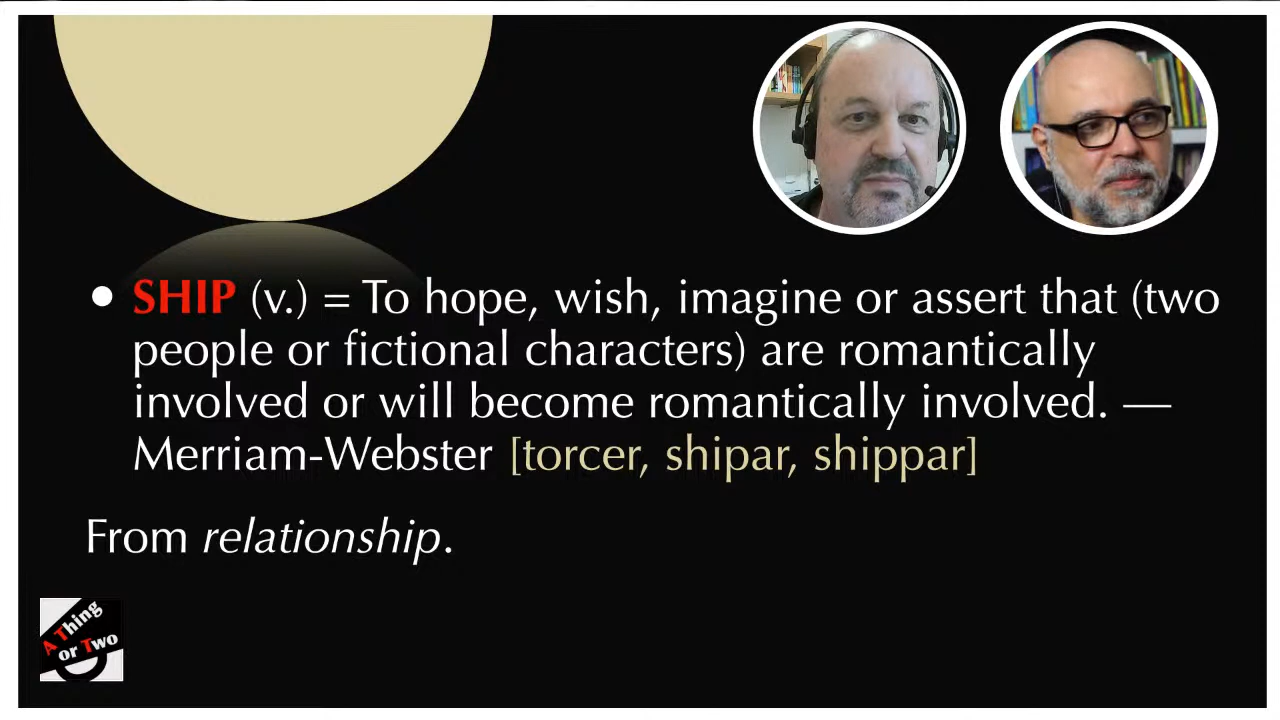 • SHIP (v.) = To hope, wish, imagine or assert that (two
people or fictional characters) are romantically
involved or will become romantically involved. —
Merriam-Webster [torcer, shipar, shippar]
From relationship.
A Thing
or Two